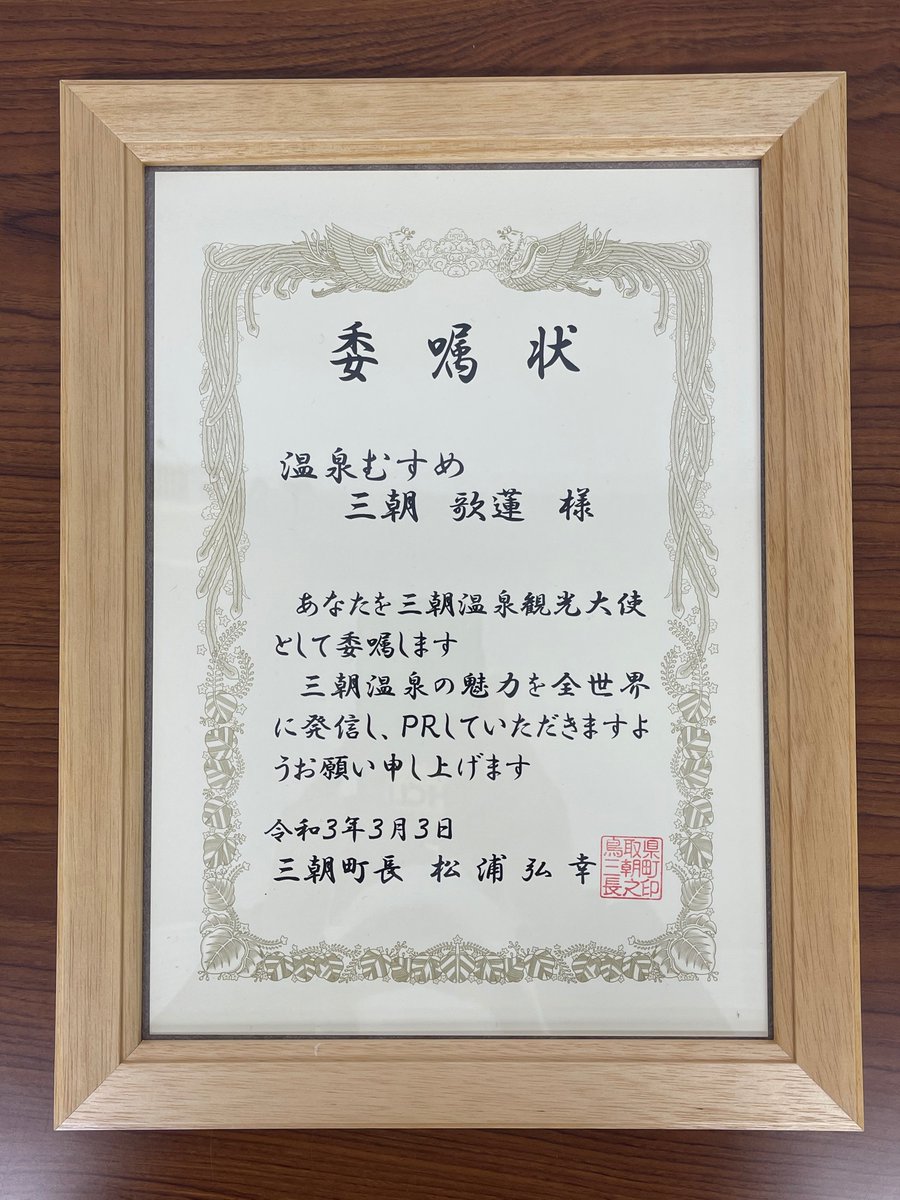 委嘱状
温泉むすめ
三朝 歌蓮 様
あなたを三朝温泉観光大使
として委嘱します
三朝温泉の魅力を全世界
に発信し、PRしていただきますよ
うお願い申し上げます
令和3年3月3日
三朝町長 松浦弘幸
鳥取県
三朝町
長之印